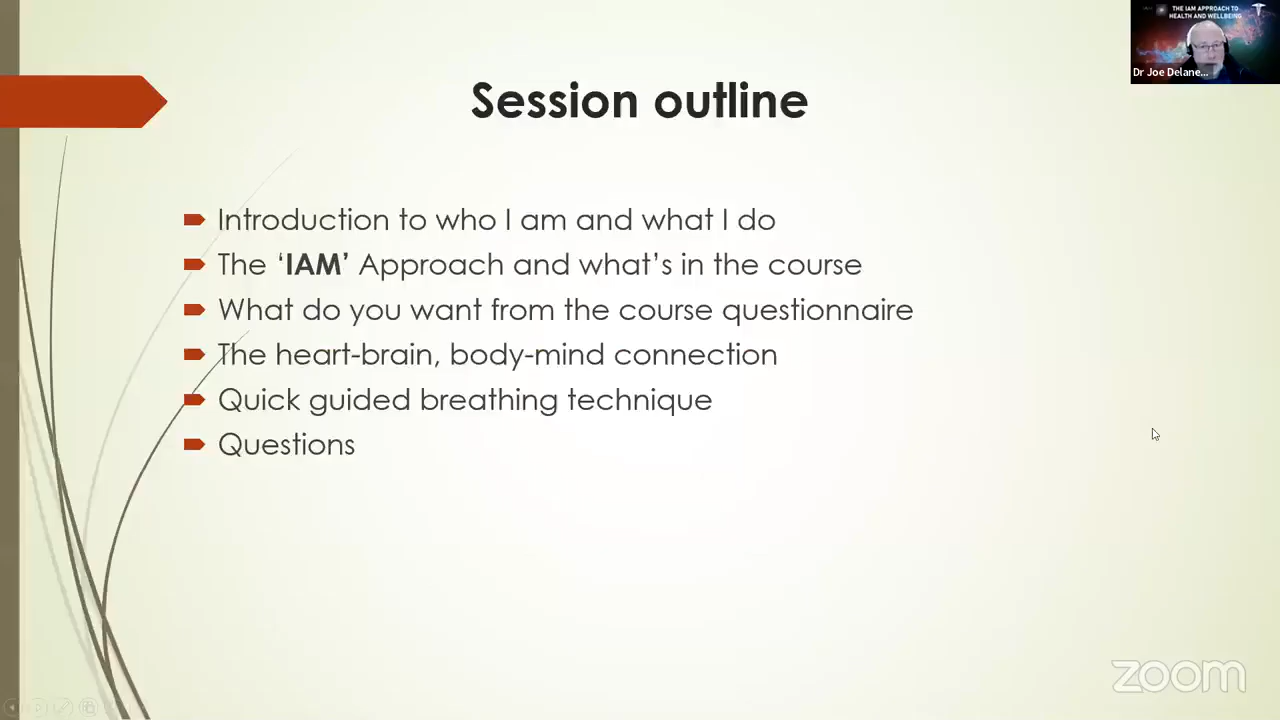 THE IAM APPROACH TO
HEALTH AND WELLBEING
Dr Joe Delane...
Session outline
Introduction to who I am and what I do
The ‘IAM’ Approach and what’s in the course
What do you want from the course questionnaire
The heart-brain, body-mind connection
Quick guided breathing technique
Questions
zoom